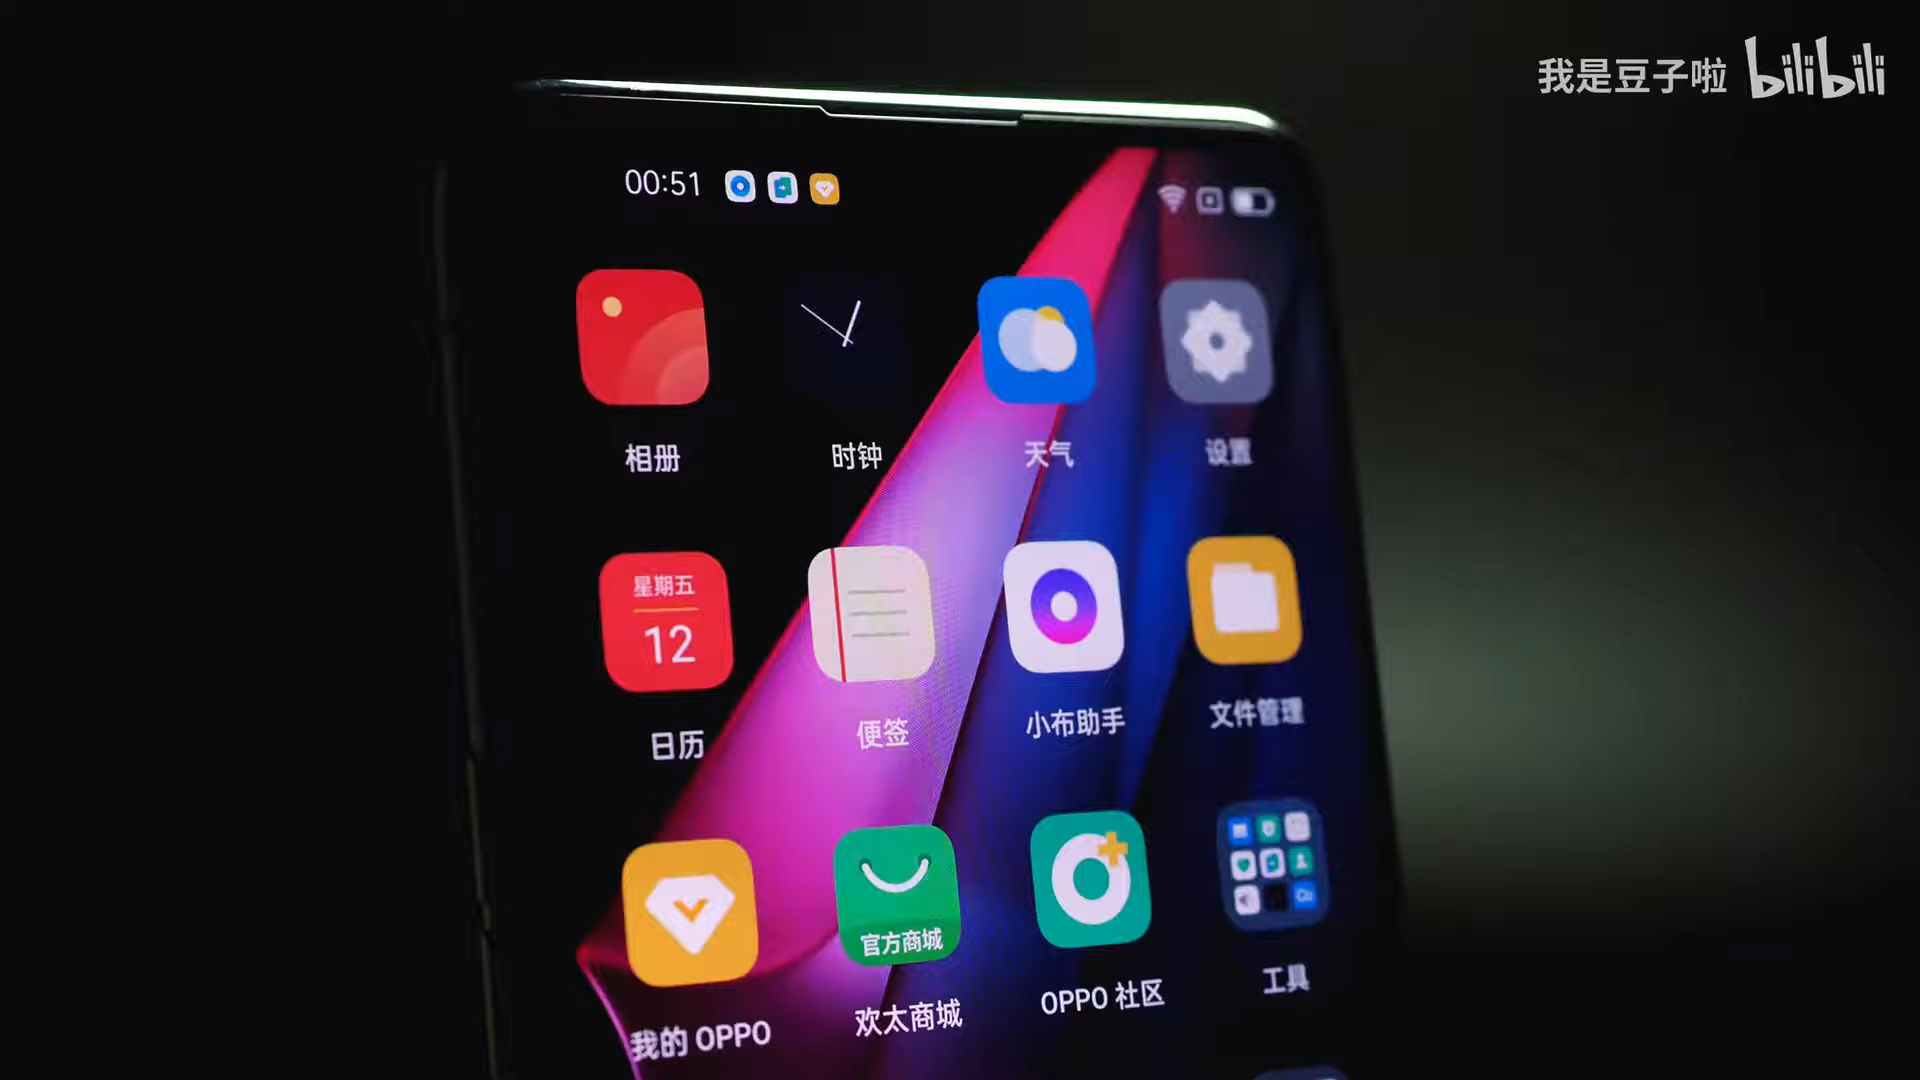 我是豆子啦 bilibili
00:51
相册 时钟 天气 设置
星期五
12
日历 便签 小布助手 文件管理
官方商城
我的 OPPO 欢太商城 OPPO 社区 工具